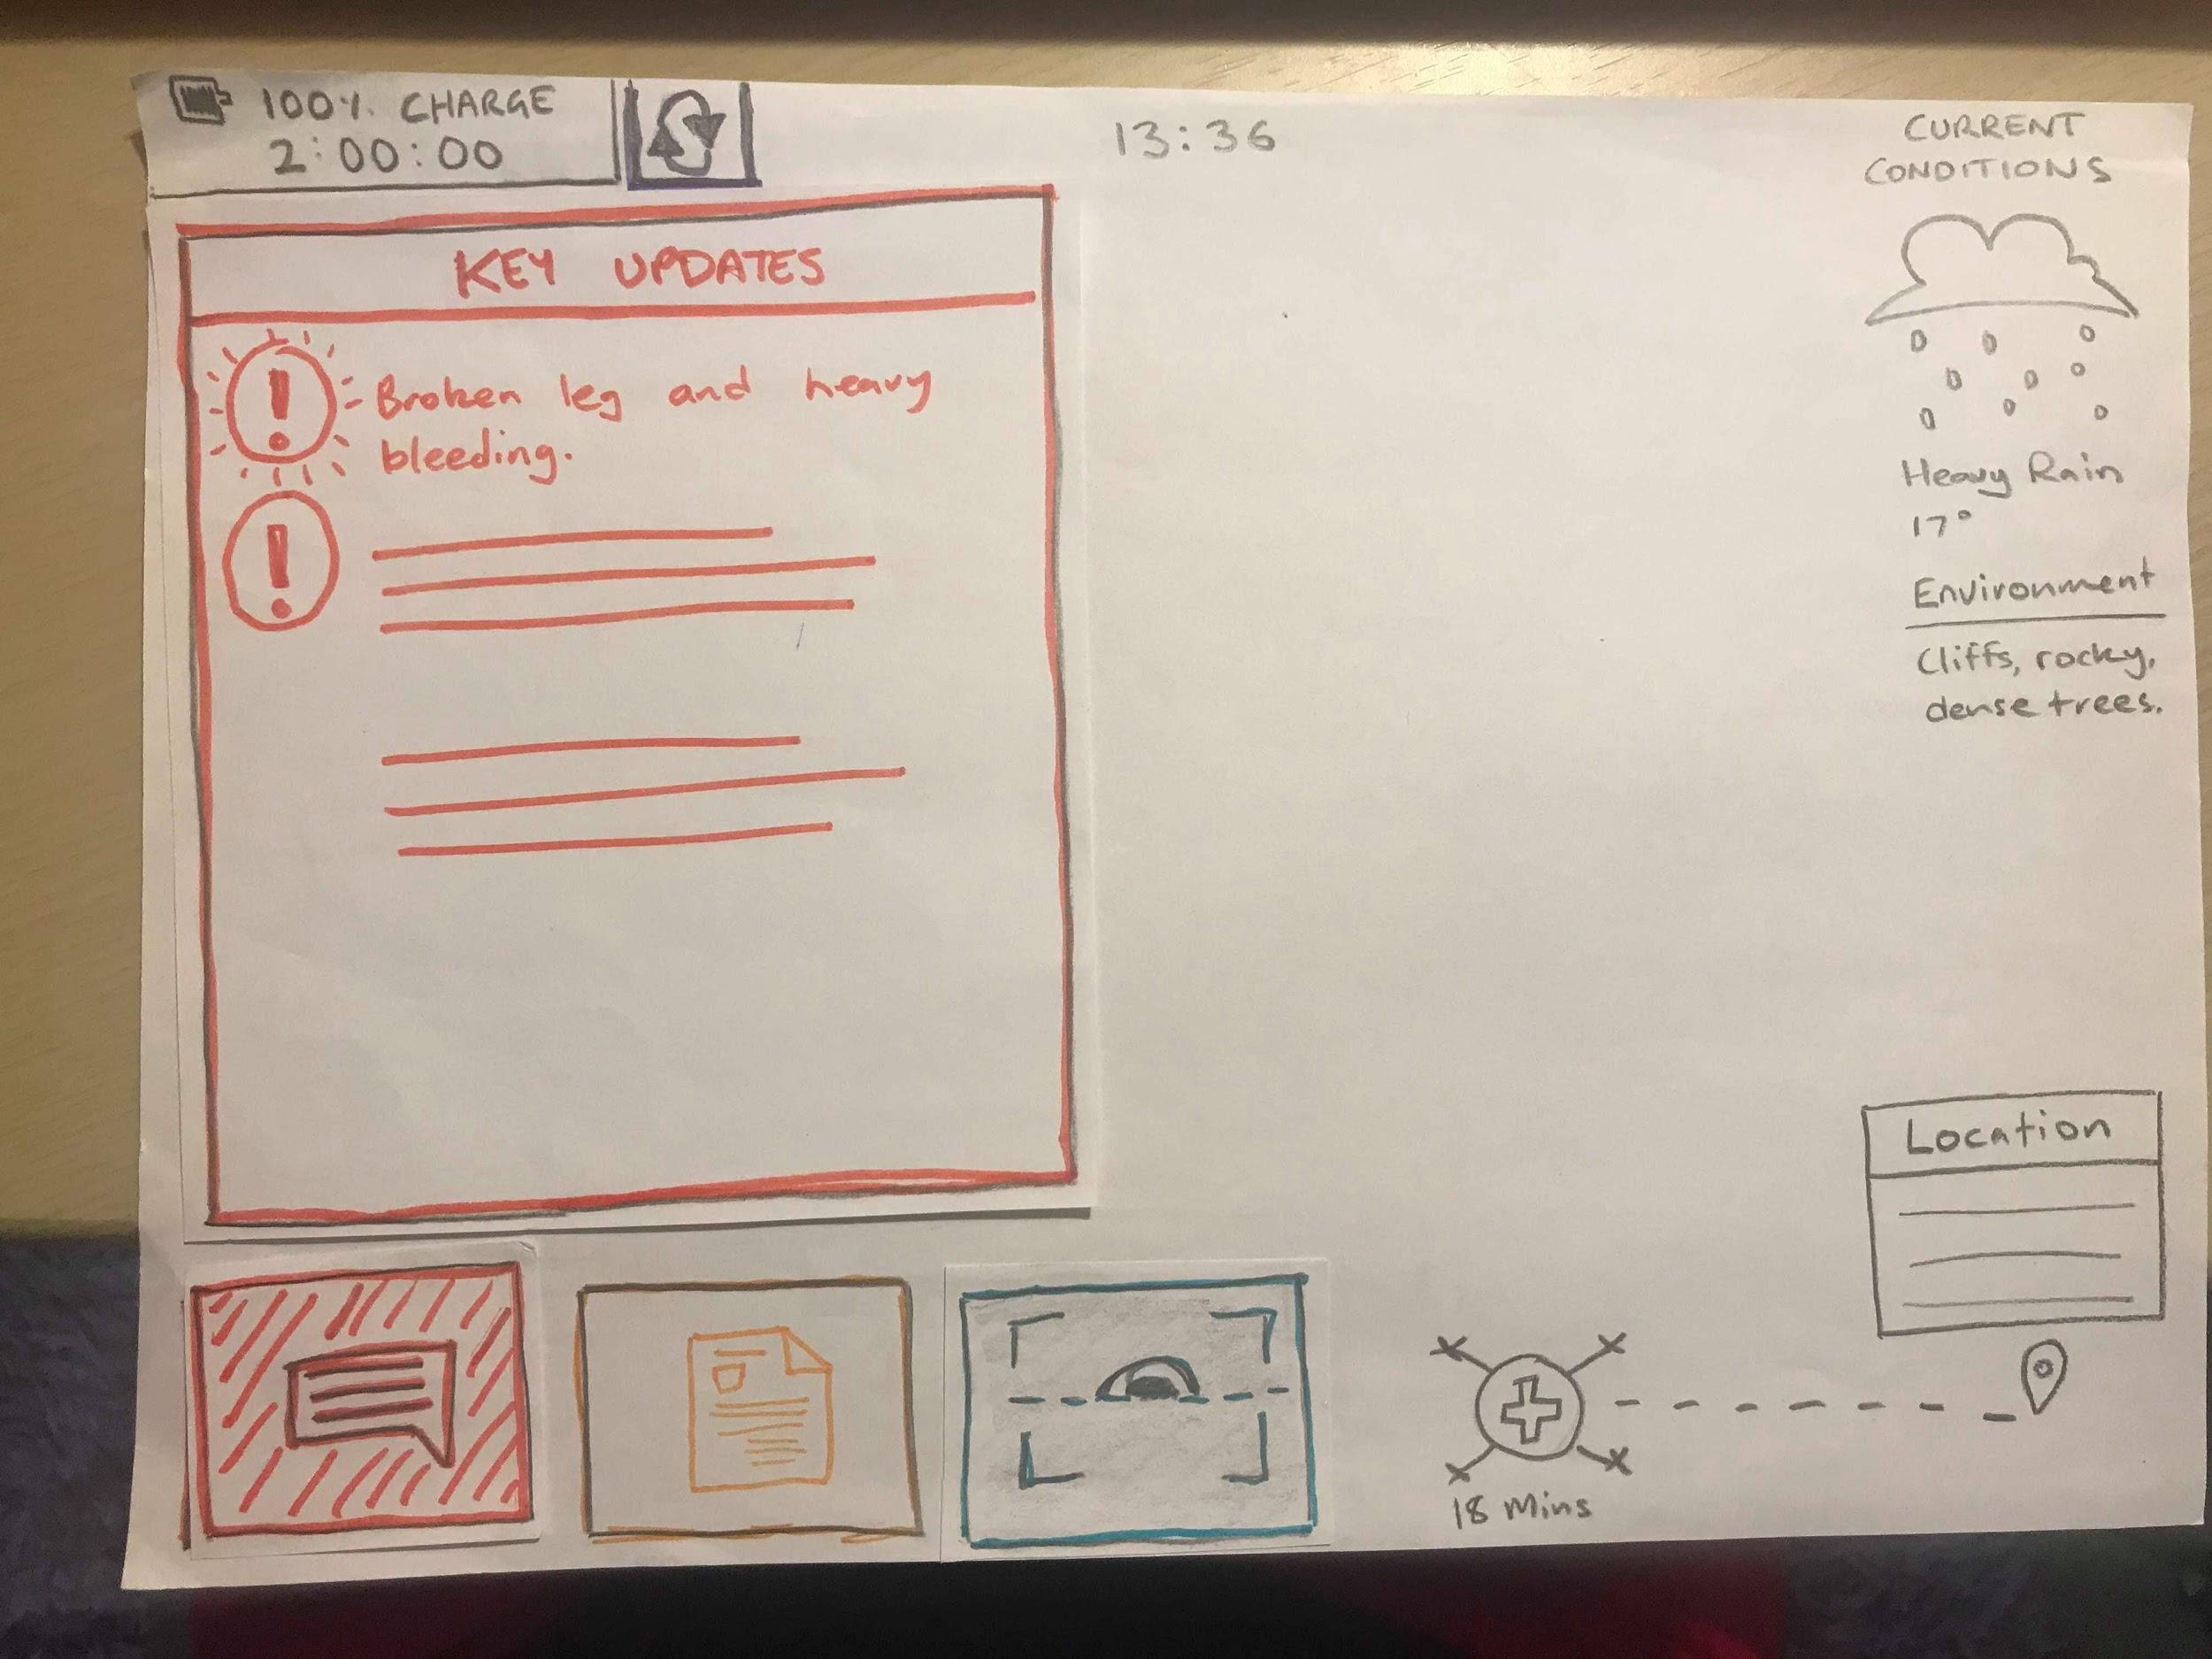 100% CHARGE
2:00:00
13:36
CURRENT
CONDITIONS
KEY UPDATES
! Broken leg and heavy
bleeding.
!
Heavy Rain
17°
Environment
Cliffs, rocky,
dense trees.
Location
18 Mins